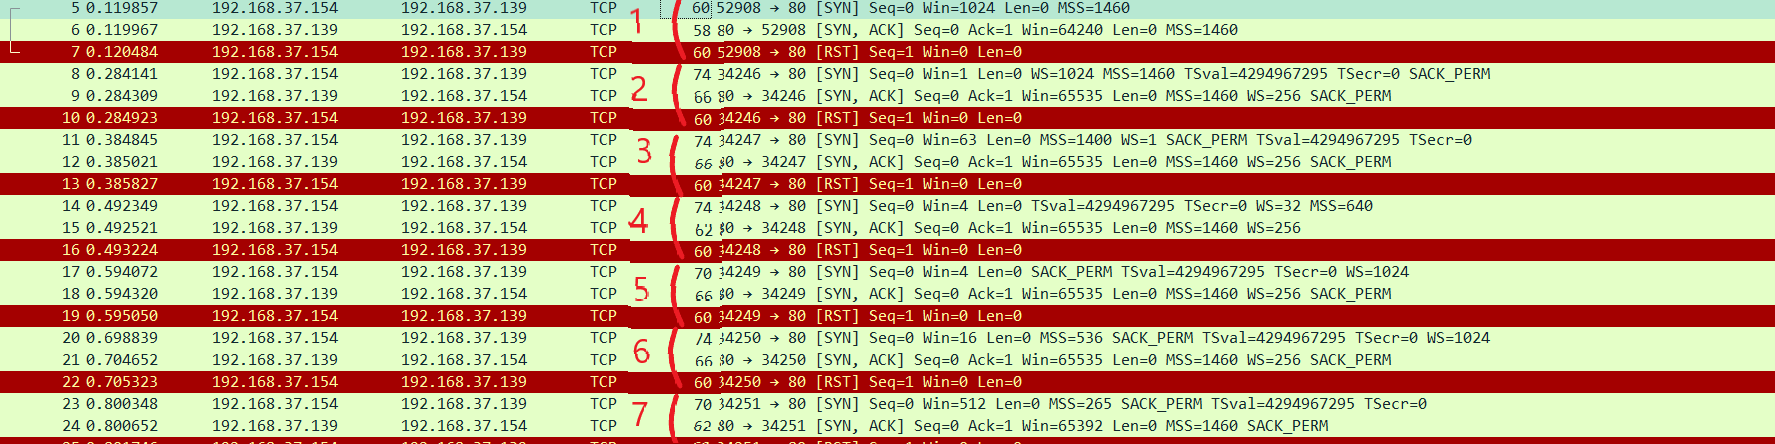 5 0.119857 192.168.37.154 192.168.37.139 TCP 1 60 52908 → 80 [SYN] Seq=0 Win=1024 Len=0 MSS=1460
6 0.119967 192.168.37.139 192.168.37.154 TCP 58 80 → 52908 [SYN, ACK] Seq=0 Ack=1 Win=64240 Len=0 MSS=1460
7 0.120484 192.168.37.154 192.168.37.139 TCP 60 52908 → 80 [RST] Seq=1 Win=0 Len=0
8 0.284141 192.168.37.154 192.168.37.139 TCP 2 74 34246 → 80 [SYN] Seq=0 Win=1 Len=0 WS=1024 MSS=1460 TSval=4294967295 TSecr=0 SACK_PERM
9 0.284309 192.168.37.139 192.168.37.154 TCP 66 80 → 34246 [SYN, ACK] Seq=0 Ack=1 Win=65535 Len=0 MSS=1460 WS=256 SACK_PERM
10 0.284923 192.168.37.154 192.168.37.139 TCP 60 34246 → 80 [RST] Seq=1 Win=0 Len=0
11 0.384845 192.168.37.154 192.168.37.139 TCP 3 74 34247 → 80 [SYN] Seq=0 Win=63 Len=0 MSS=1400 WS=1 SACK_PERM TSval=4294967295 TSecr=0
12 0.385021 192.168.37.139 192.168.37.154 TCP 66 80 → 34247 [SYN, ACK] Seq=0 Ack=1 Win=65535 Len=0 MSS=1460 WS=256 SACK_PERM
13 0.385827 192.168.37.154 192.168.37.139 TCP 60 34247 → 80 [RST] Seq=1 Win=0 Len=0
14 0.492349 192.168.37.154 192.168.37.139 TCP 4 74 34248 → 80 [SYN] Seq=0 Win=4 Len=0 TSval=4294967295 TSecr=0 WS=32 MSS=640
15 0.492521 192.168.37.139 192.168.37.154 TCP 62 80 → 34248 [SYN, ACK] Seq=0 Ack=1 Win=65535 Len=0 MSS=1460 WS=256
16 0.493224 192.168.37.154 192.168.37.139 TCP 60 34248 → 80 [RST] Seq=1 Win=0 Len=0
17 0.594072 192.168.37.154 192.168.37.139 TCP 5 70 34249 → 80 [SYN] Seq=0 Win=4 Len=0 SACK_PERM TSval=4294967295 TSecr=0 WS=1024
18 0.594320 192.168.37.139 192.168.37.154 TCP 66 80 → 34249 [SYN, ACK] Seq=0 Ack=1 Win=65535 Len=0 MSS=1460 WS=256 SACK_PERM
19 0.595050 192.168.37.154 192.168.37.139 TCP 60 34249 → 80 [RST] Seq=1 Win=0 Len=0
20 0.698839 192.168.37.154 192.168.37.139 TCP 6 74 34250 → 80 [SYN] Seq=0 Win=16 Len=0 MSS=536 SACK_PERM TSval=4294967295 TSecr=0 WS=1024
21 0.704652 192.168.37.139 192.168.37.154 TCP 66 80 → 34250 [SYN, ACK] Seq=0 Ack=1 Win=65535 Len=0 MSS=1460 WS=256 SACK_PERM
22 0.705323 192.168.37.154 192.168.37.139 TCP 60 34250 → 80 [RST] Seq=1 Win=0 Len=0
23 0.800348 192.168.37.154 192.168.37.139 TCP 7 70 34251 → 80 [SYN] Seq=0 Win=512 Len=0 MSS=265 SACK_PERM TSval=4294967295 TSecr=0
24 0.800652 192.168.37.139 192.168.37.154 TCP 62 80 → 34251 [SYN, ACK] Seq=0 Ack=1 Win=65392 Len=0 MSS=1460 SACK_PERM